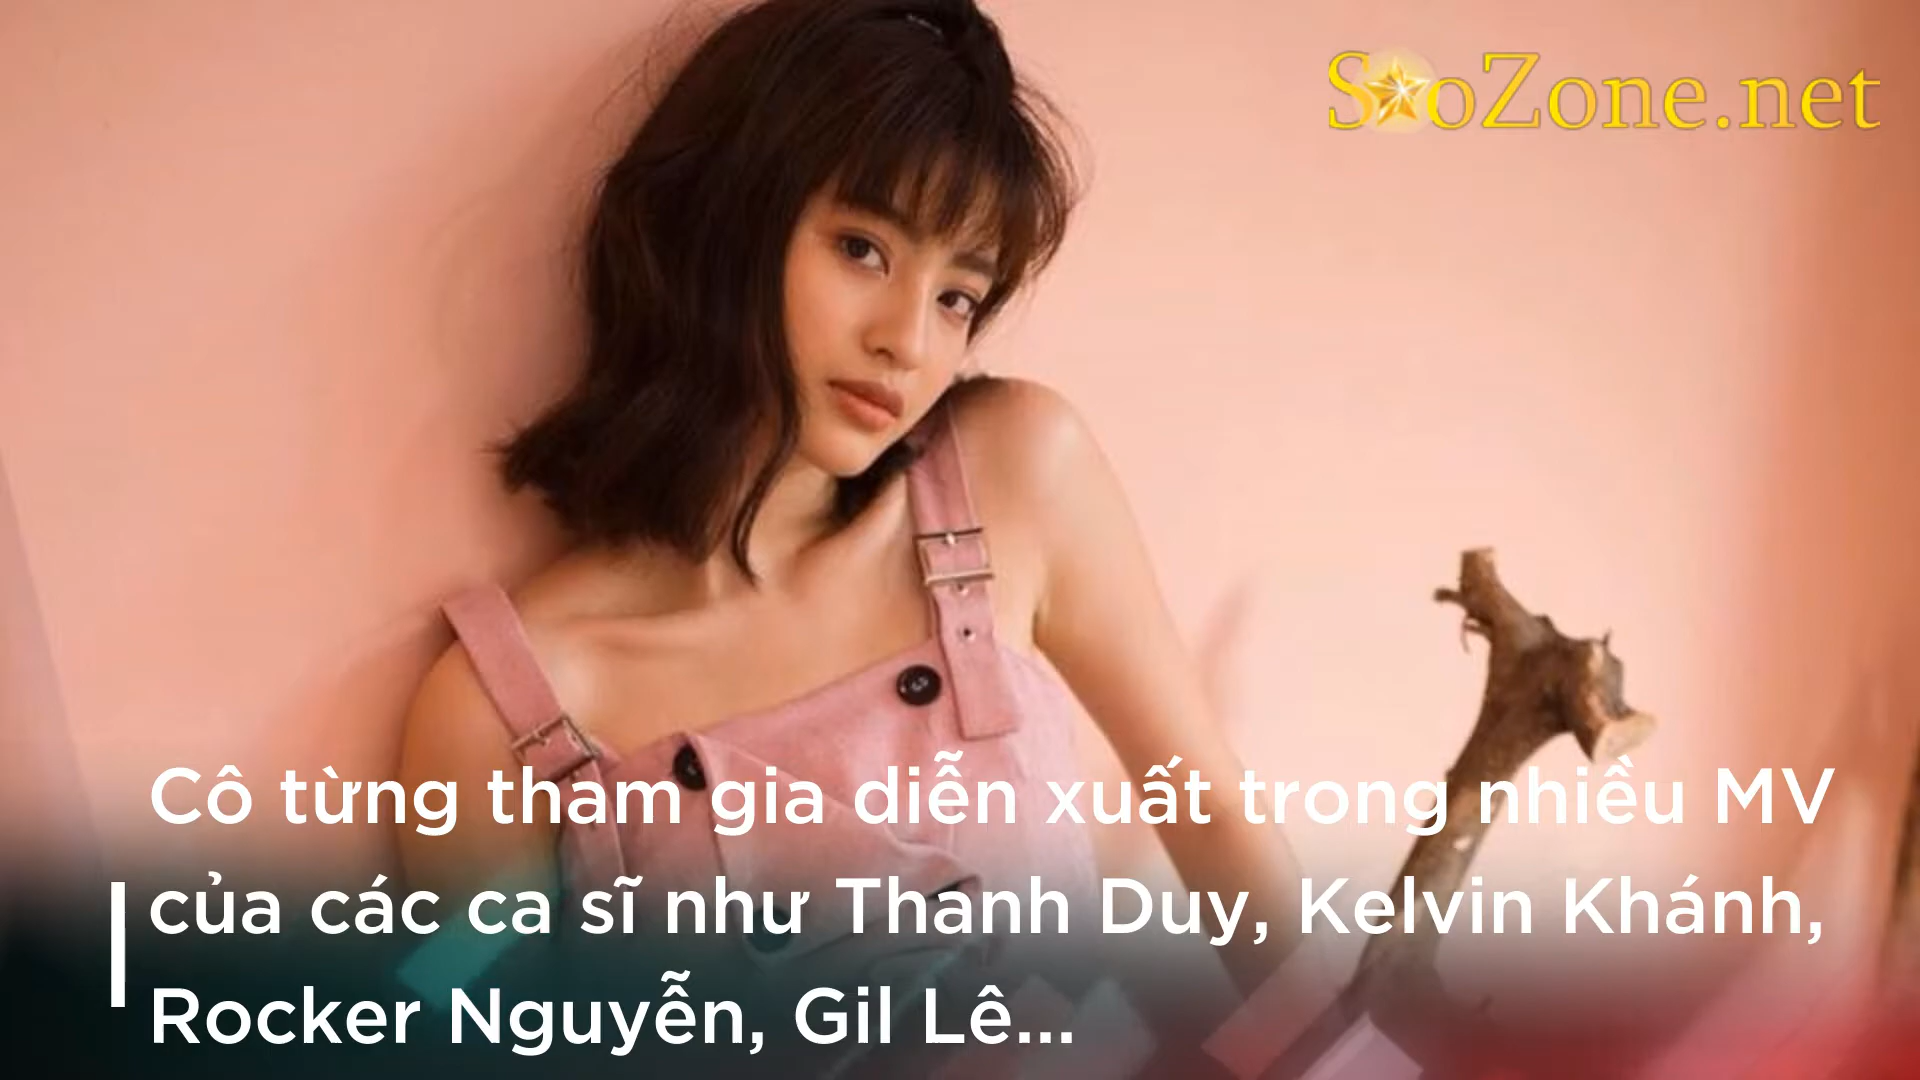 SaoZone.net
Cô từng tham gia diễn xuất trong nhiều MV
của các ca sĩ như Thanh Duy, Kelvin Khánh,
Rocker Nguyễn, Gil Lê...